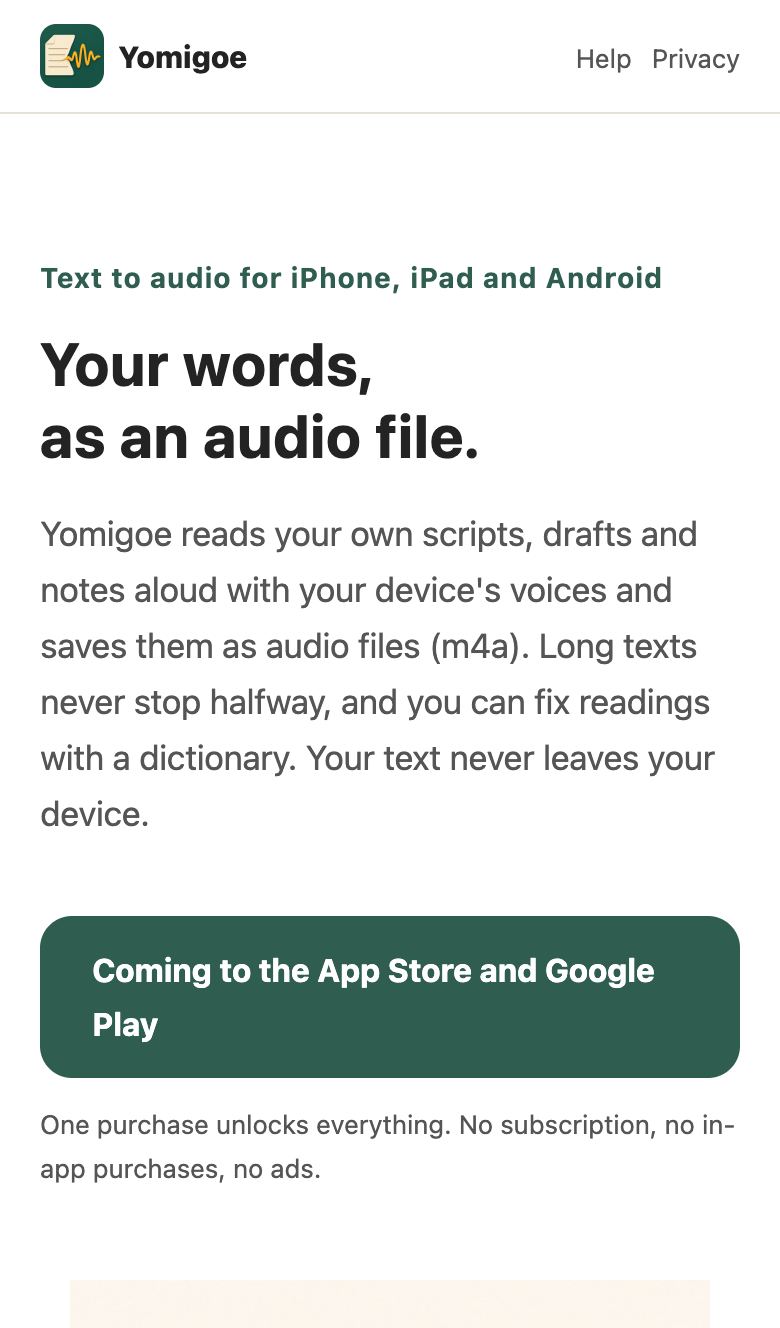 Yomigoe
Help Privacy
Text to audio for iPhone, iPad and Android
Your words,
as an audio file.
Yomigoe reads your own scripts, drafts and
notes aloud with your device's voices and
saves them as audio files (m4a). Long texts
never stop halfway, and you can fix readings
with a dictionary. Your text never leaves your
device.
Coming to the App Store and Google
Play
One purchase unlocks everything. No subscription, no in-
app purchases, no ads.